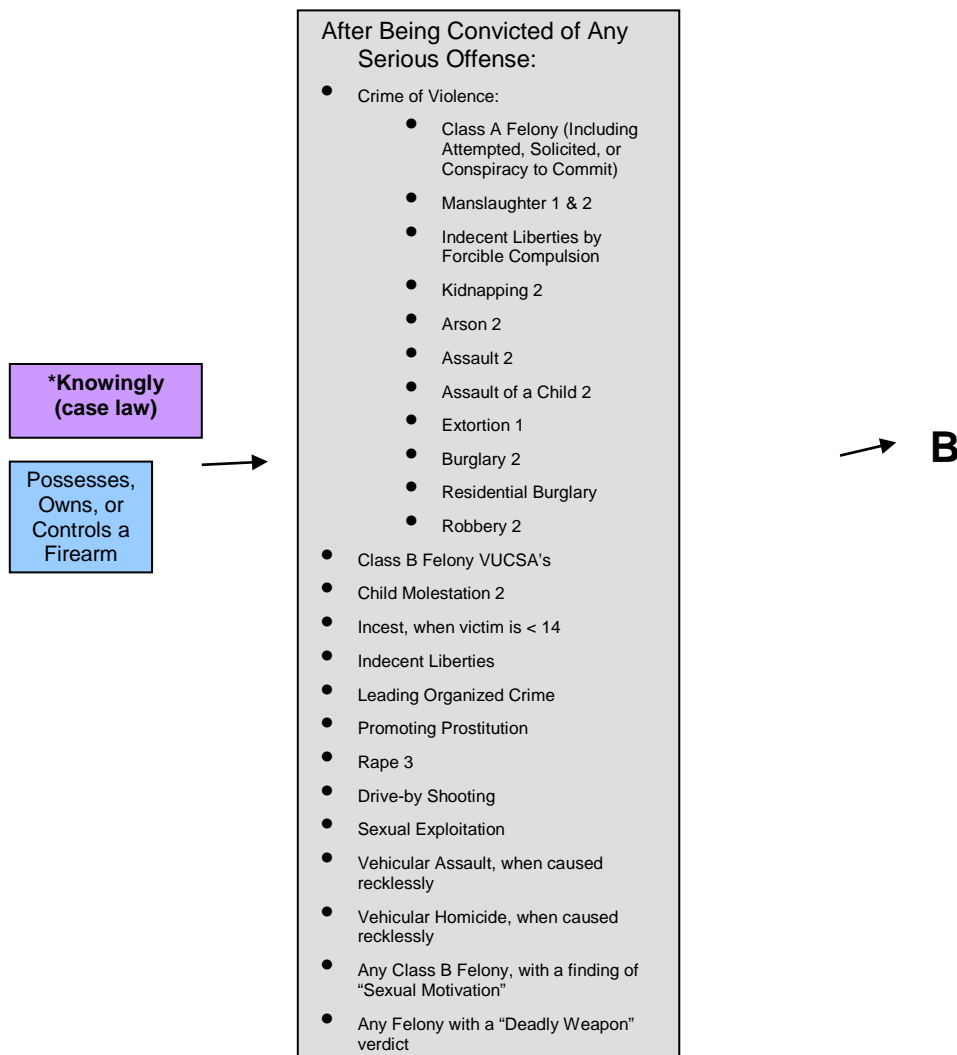 *Knowingly
(case law)
Possesses,
Owns, or
Controls a
Firearm
After Being Convicted of Any
Serious Offense:
• Crime of Violence:
• Class A Felony (Including
Attempted, Solicited, or
Conspiracy to Commit)
• Manslaughter 1 & 2
• Indecent Liberties by
Forcible Compulsion
• Kidnapping 2
• Arson 2
• Assault 2
• Assault of a Child 2
• Extortion 1
• Burglary 2
• Residential Burglary
• Robbery 2
• Class B Felony VUCSA’s
• Child Molestation 2
• Incest, when victim is < 14
• Indecent Liberties
• Leading Organized Crime
• Promoting Prostitution
• Rape 3
• Drive-by Shooting
• Sexual Exploitation
• Vehicular Assault, when caused
recklessly
• Vehicular Homicide, when caused
recklessly
• Any Class B Felony, with a finding of
“Sexual Motivation”
• Any Felony with a “Deadly Weapon”
verdict
B